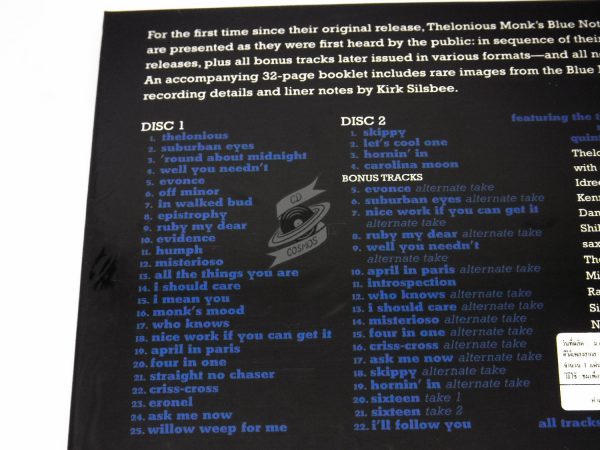 For the first time since their original release, Thelonious Monk's Blue Not
are presented as they were first heard by the public: in sequence of their
releases, plus all bonus tracks later issued in various formats—and all n
An accompanying 32-page booklet includes rare images from the Blue
recording details and liner notes by Kirk Silsbee.
DISC 1
1. thelonious
2. suburban eyes
3. 'round about midnight
4. well you needn't
5. evonce
6. off minor
7. in walked bud
8. epistrophy
9. ruby my dear
10. evidence
11. humph
12. misterioso
13. all the things you are
14. i should care
15. i mean you
16. monk's mood
17. who knows
18. nice work if you can get it
19. april in paris
20. four in one
21. straight no chaser
22. criss-cross
23. eronel
24. ask me now
25. willow weep for me
DISC 2
1. skippy
2. let's cool one
3. hornin' in
4. carolina moon
BONUS TRACKS
5. evonce alternate take
6. suburban eyes alternate take
7. nice work if you can get it
alternate take
8. ruby my dear alternate take
9. well you needn't
alternate take
10. april in paris alternate take
11. introspection
12. who knows alternate take
13. i should care alternate take
14. misterioso alternate take
15. four in one alternate take
16. criss-cross alternate take
17. ask me now alternate take
18. skippy alternate take
19. hornin' in alternate take
20. sixteen take 1
21. sixteen take 2
22. i'll follow you
featuring the t
quin
Thelo
with
Idree
Kenn
Dan
Shih
sax
The
Mi
Ra
Si
N
all tracks
CD
COSMOS